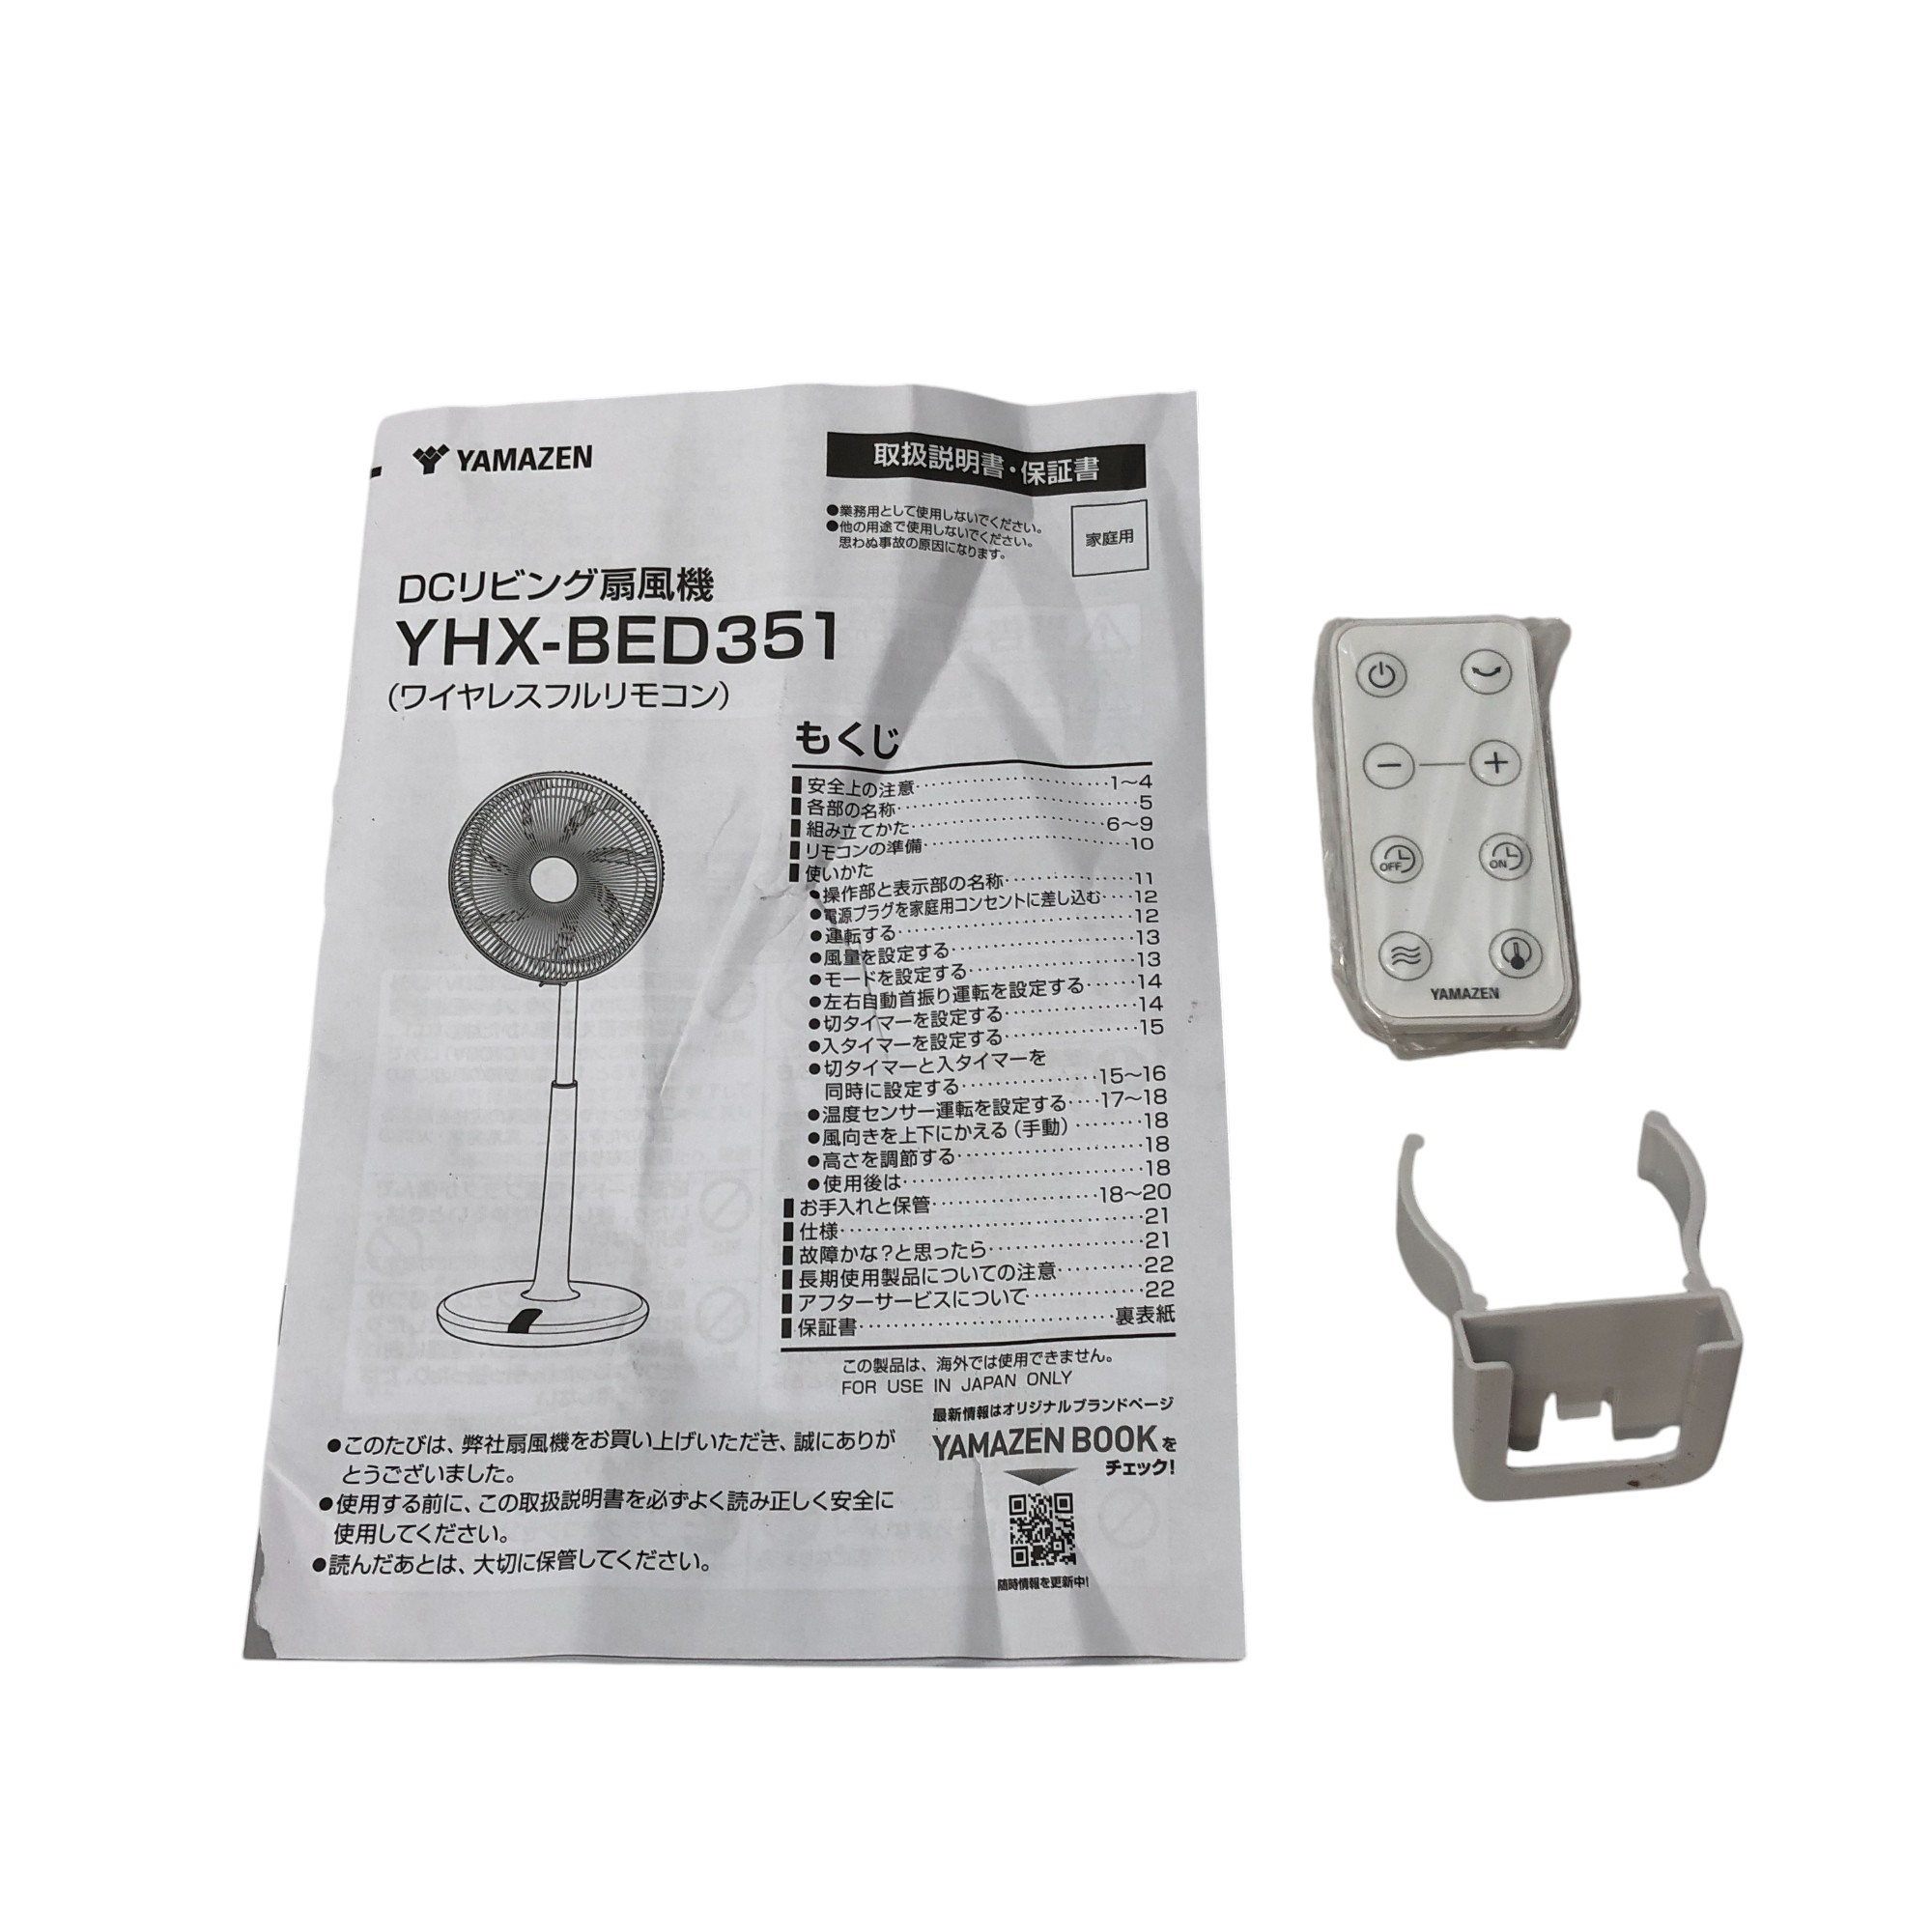 YAMAZEN
取扱説明書・保証書
●業務用として使用しないでください。
●他の用途で使用しないでください。
思わぬ事故の原因になります。
家庭用
DCリビング扇風機
YHX-BED351
(ワイヤレスフルリモコン)
もくじ
安全上の注意 1〜4
各部の名称 5
組み立てかた 6〜9
リモコンの準備 10
使いかた
●操作部と表示部の名称 11
●電源プラグを家庭用コンセントに差し込む 12
●運転する 12
●風量を設定する 13
●モードを設定する 13
●左右自動首振り運転を設定する 14
●切タイマーを設定する 14
●入タイマーを設定する 15
●切タイマーと入タイマーを
同時に設定する 15〜16
●温度センサー運転を設定する 17〜18
●風向きを上下にかえる(手動) 18
●高さを調節する 18
●使用後は 18
お手入れと保管 18〜20
仕様 21
故障かな?と思ったら 21
長期使用製品についての注意 22
アフターサービスについて 22
保証書 裏表紙
この製品は、海外では使用できません。
FOR USE IN JAPAN ONLY
最新情報はオリジナルブランドページ
YAMAZEN BOOKを
チェック!
随時情報を更新中!
●このたびは、弊社扇風機をお買い上げいただき、誠にありが
とうございました。
●使用する前に、この取扱説明書を必ずよく読み正しく安全に
使用してください。
●読んだあとは、大切に保管してください。
OFF
ON
YAMAZEN